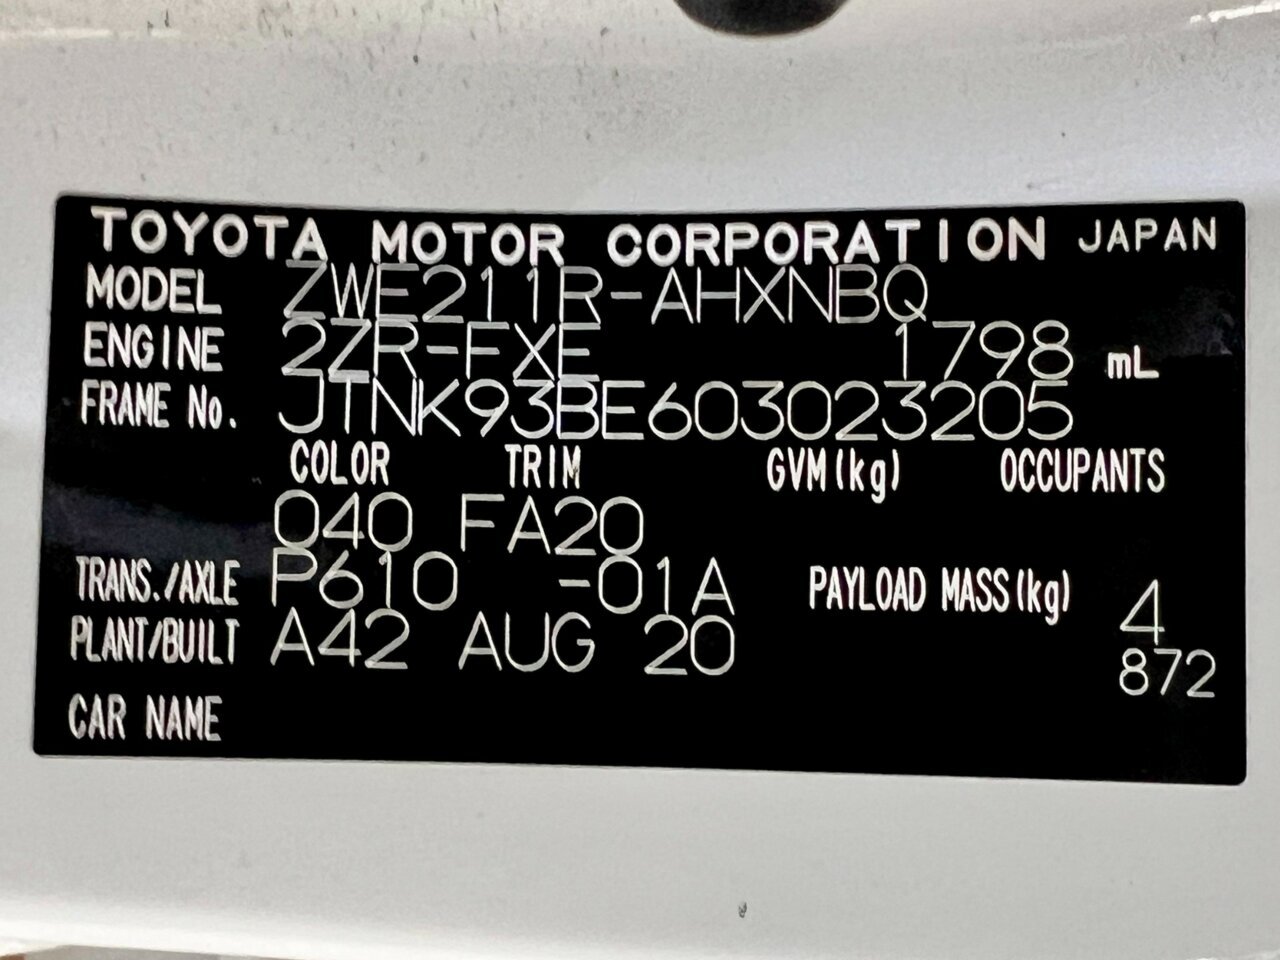 TOYOTA MOTOR CORPORATION JAPAN
MODEL ZWE211R-AHXNBQ
ENGINE 2ZR-FXE 1798 mL
FRAME No. JTNK93BE603023205
COLOR TRIM GVM(kg) OCCUPANTS
040 FA20
TRANS./AXLE P610 -01A PAYLOAD MASS(kg) 4
PLANT/BUILT A42 AUG 20 872
CAR NAME